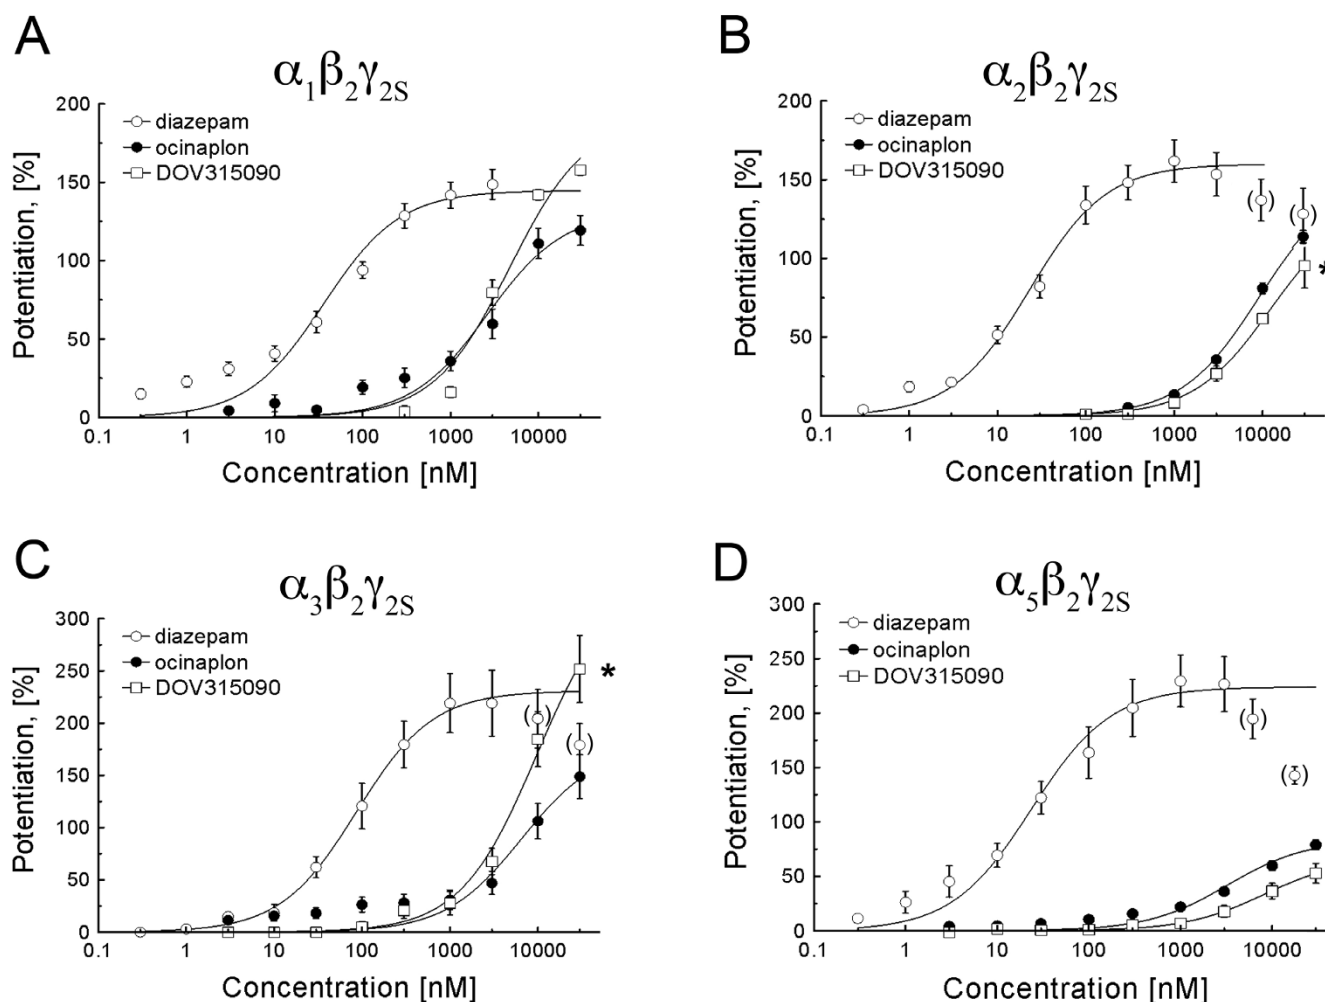 A
α1β2γ2S
diazepam
ocinaplon
DOV315090
Potentiation, [%]
200
150
100
50
0
0.1 1 10 100 1000 10000
Concentration [nM]
B
α2β2γ2S
diazepam
ocinaplon
DOV315090
Potentiation, [%]
200
150
100
50
0
( ) ( )
*
0.1 1 10 100 1000 10000
Concentration [nM]
C
α3β2γ2S
diazepam
ocinaplon
DOV315090
Potentiation, [%]
300
250
200
150
100
50
0
*
( ) ( )
0.1 1 10 100 1000 10000
Concentration [nM]
D
α5β2γ2S
diazepam
ocinaplon
DOV315090
Potentiation, [%]
300
250
200
150
100
50
0
( ) ( )
0.1 1 10 100 1000 10000
Concentration [nM]